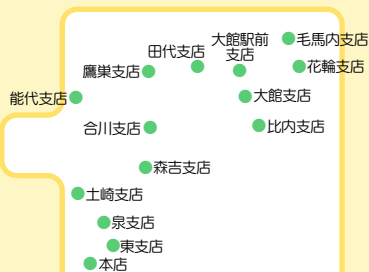 毛馬内支店
大館駅前
支店
田代支店
花輪支店
鷹巣支店
能代支店
大館支店
合川支店
比内支店
森吉支店
土崎支店
泉支店
東支店
本店